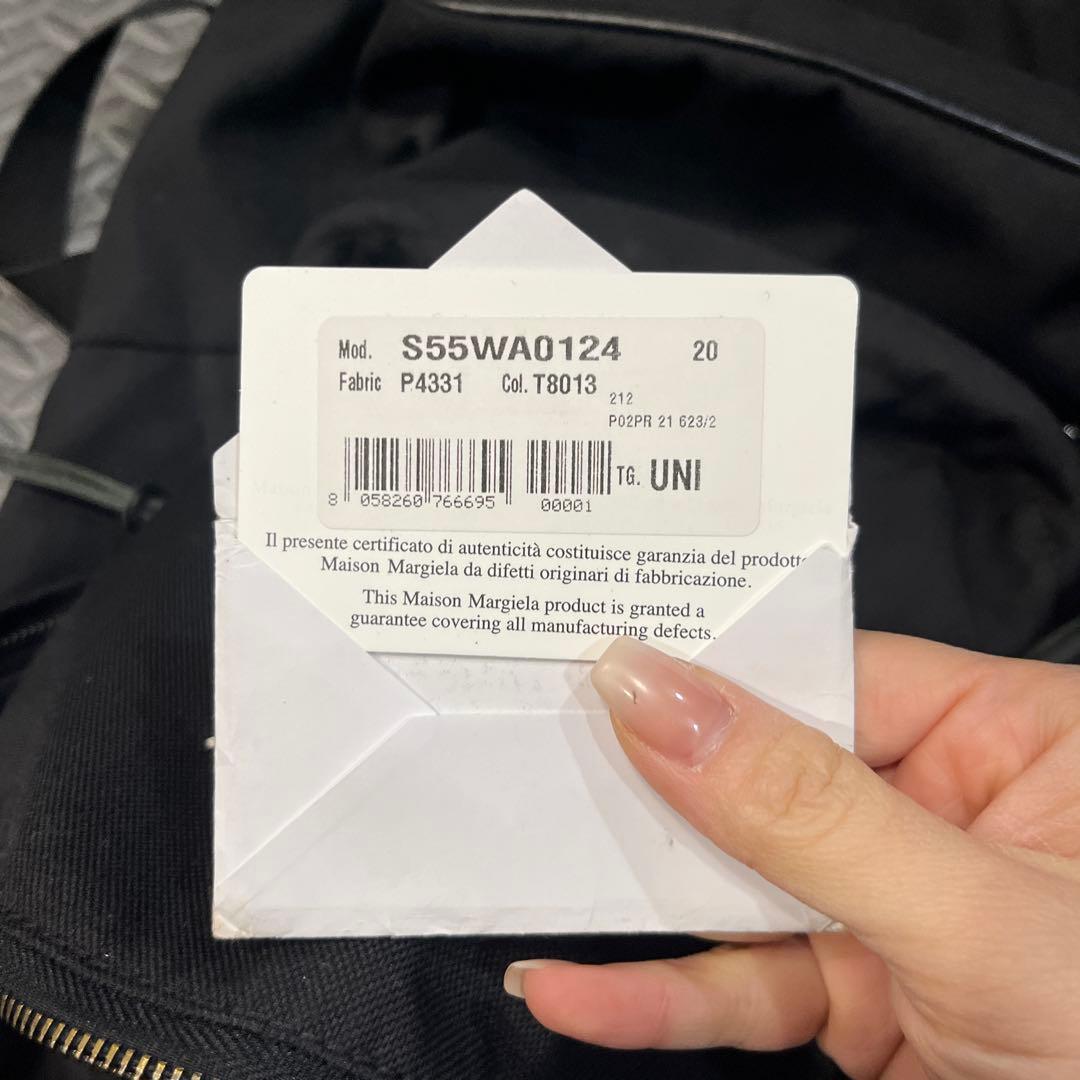 Mod. S55WA0124 20
Fabric P4331 Col. T8013
212
P02PR 21 623/2
TG. UNI
8 058260 766695 00001
Il presente certificato di autenticità costituisce garanzia del prodotto
Maison Margiela da difetti originari di fabbricazione.
This Maison Margiela product is granted a
guarantee covering all manufacturing defects.